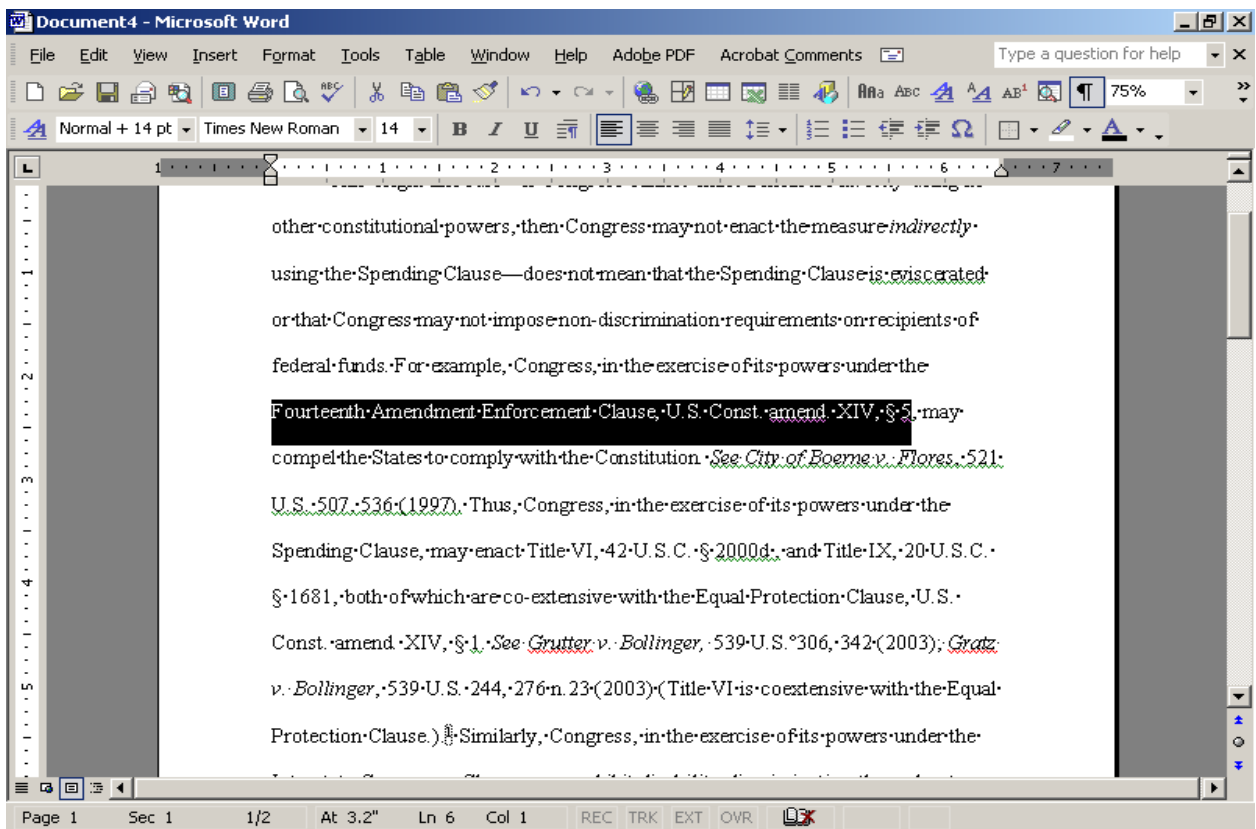 Document4 - Microsoft Word
File Edit View Insert Format Tools Table Window Help Adobe PDF Acrobat Comments Type a question for help
75%
Normal + 14 pt Times New Roman 14 B I U
1 1 2 3 4 5 6 7
other·constitutional·powers,·then·Congress·may·not·enact·the·measure·indirectly·
using·the·Spending·Clause—does·not·mean·that·the·Spending·Clause·is·eviscerated·
or·that·Congress·may·not·impose·non-discrimination·requirements·on·recipients·of·
federal·funds.·For·example,·Congress,·in·the·exercise·of·its·powers·under·the·
Fourteenth·Amendment·Enforcement·Clause,·U.S.·Const.·amend.·XIV,·§·5,·may·
compel·the·States·to·comply·with·the·Constitution.·See·City·of·Boerne·v.·Flores,·521·
U.S.·507,·536·(1997).·Thus,·Congress,·in·the·exercise·of·its·powers·under·the·
Spending·Clause,·may·enact·Title·VI,·42·U.S.C.·§·2000d·,·and·Title·IX,·20·U.S.C.·
§·1681,·both·of·which·are·co-extensive·with·the·Equal·Protection·Clause,·U.S.·
Const.·amend.·XIV,·§·1.·See·Grutter·v.·Bollinger,·539·U.S.°306,·342·(2003);·Gratz·
v.·Bollinger,·539·U.S.·244,·276·n.23·(2003)·(Title·VI·is·coextensive·with·the·Equal·
Protection·Clause.).·Similarly,·Congress,·in·the·exercise·of·its·powers·under·the·
Page 1 Sec 1 1/2 At 3.2" Ln 6 Col 1 REC TRK EXT OVR